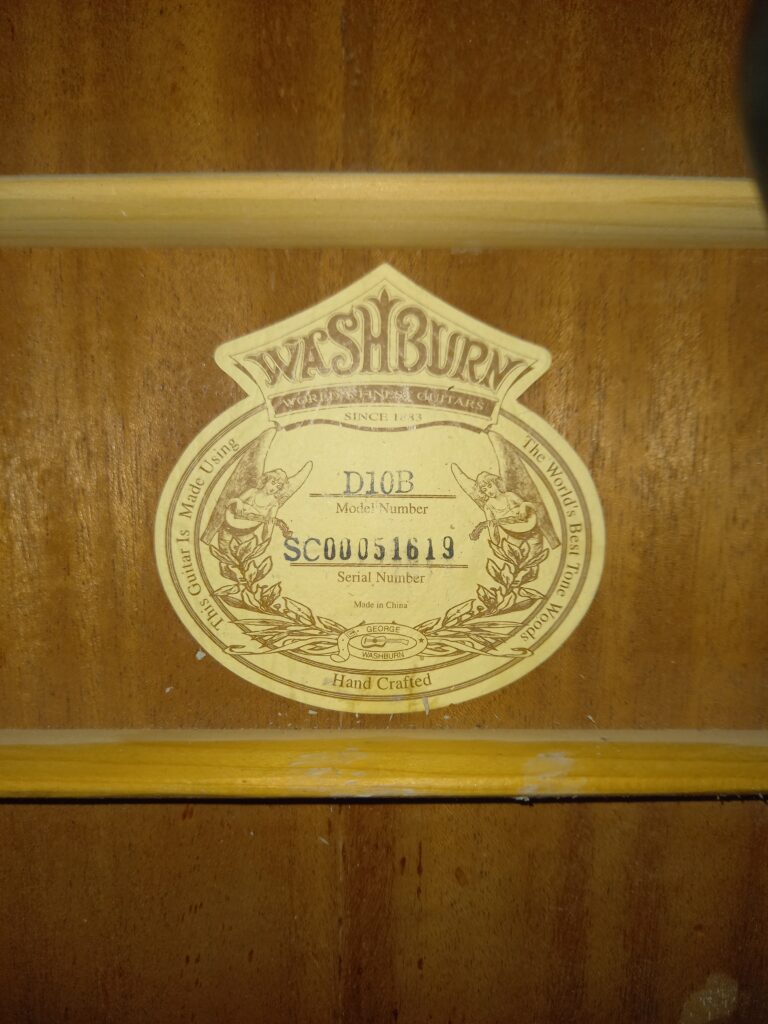 WASHBURN
WORLD'S FINEST GUITARS
SINCE 1883
This Guitar Is Made Using
The World's Best Tone Woods
D10B
Model Number
SC00051619
Serial Number
Made in China
GEORGE
WASHBURN
Hand Crafted